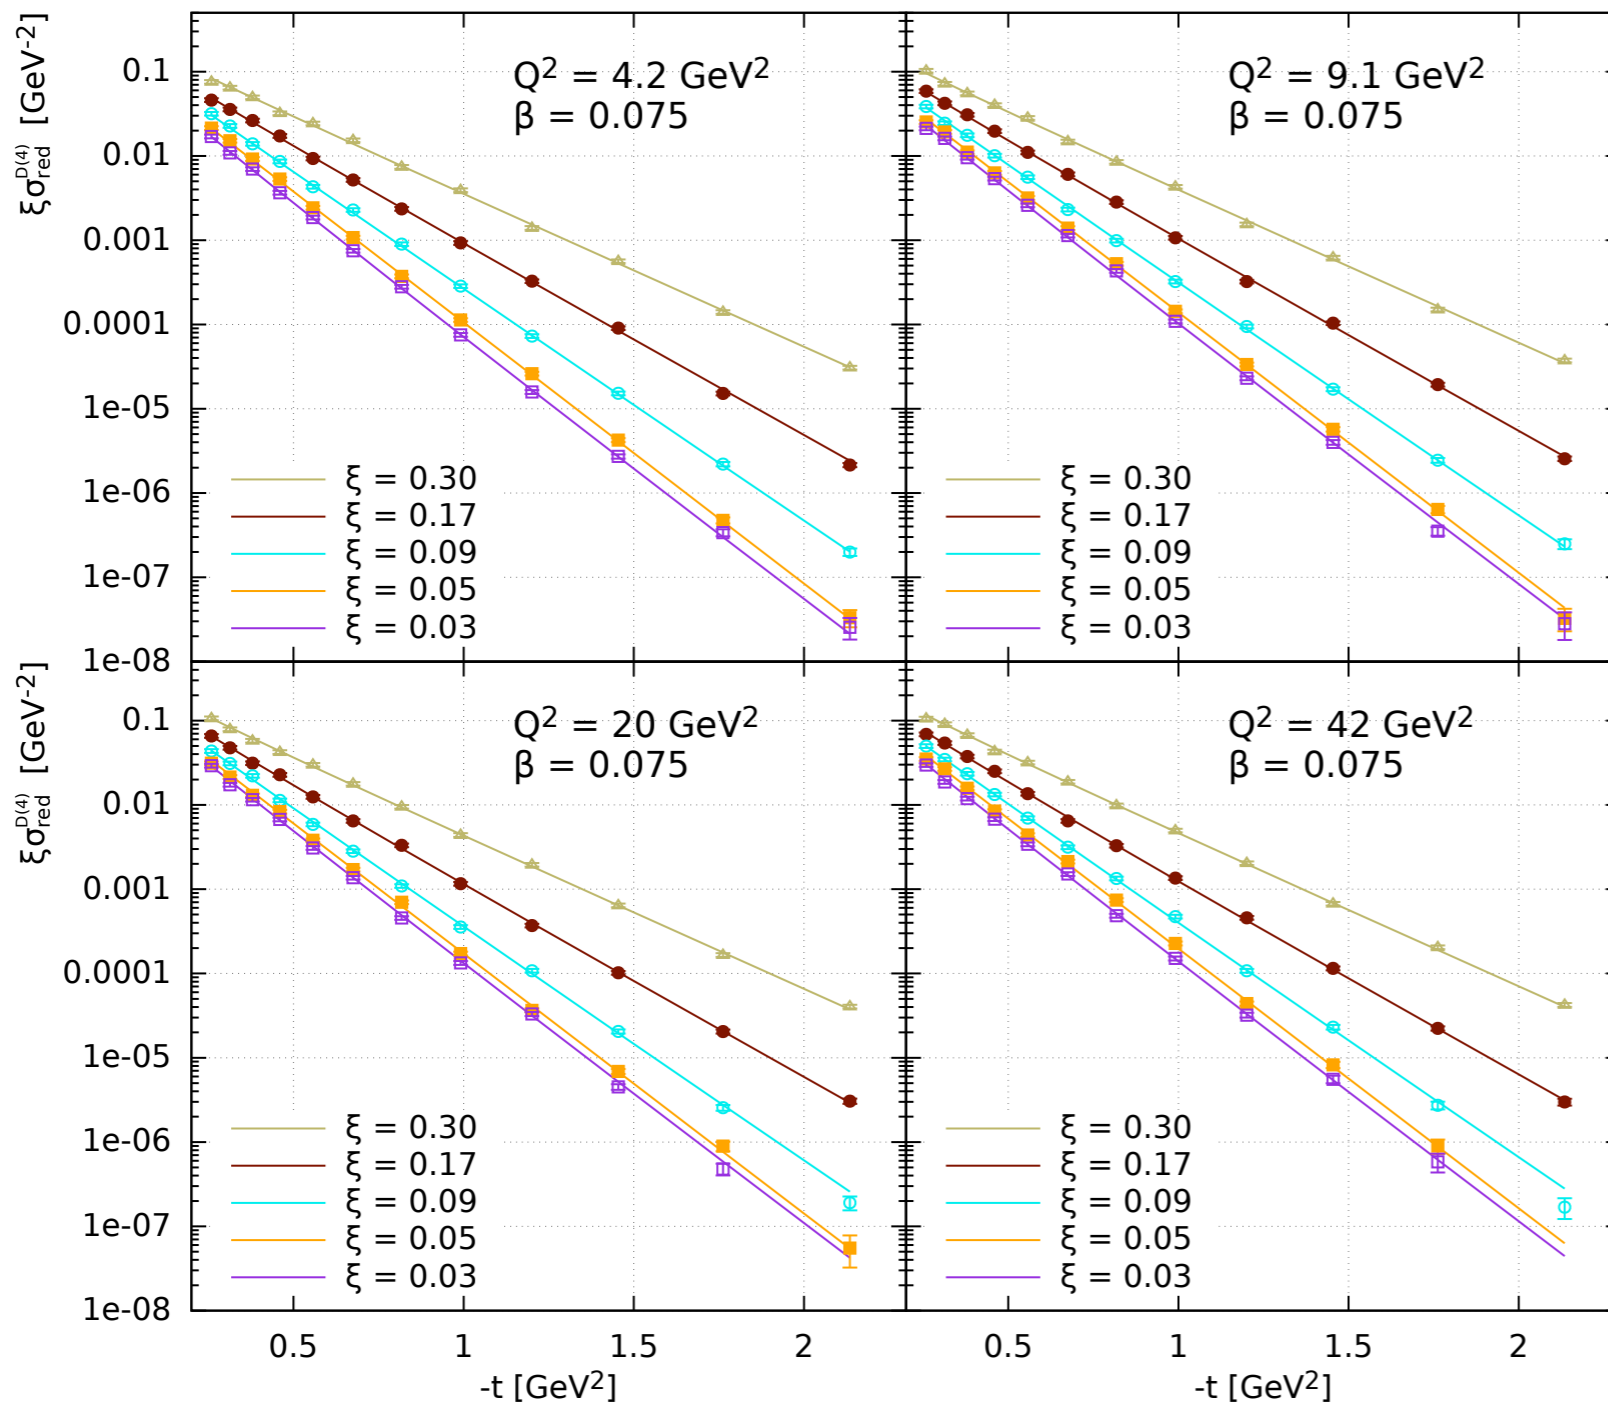 ξσ_red^D(4) [GeV^-2]
0.1
0.01
0.001
0.0001
1e-05
1e-06
1e-07
1e-08
Q² = 4.2 GeV²
β = 0.075
ξ = 0.30
ξ = 0.17
ξ = 0.09
ξ = 0.05
ξ = 0.03
Q² = 9.1 GeV²
β = 0.075
ξ = 0.30
ξ = 0.17
ξ = 0.09
ξ = 0.05
ξ = 0.03
ξσ_red^D(4) [GeV^-2]
0.1
0.01
0.001
0.0001
1e-05
1e-06
1e-07
1e-08
Q² = 20 GeV²
β = 0.075
ξ = 0.30
ξ = 0.17
ξ = 0.09
ξ = 0.05
ξ = 0.03
0.5 1 1.5 2
-t [GeV²]
Q² = 42 GeV²
β = 0.075
ξ = 0.30
ξ = 0.17
ξ = 0.09
ξ = 0.05
ξ = 0.03
0.5 1 1.5 2
-t [GeV²]